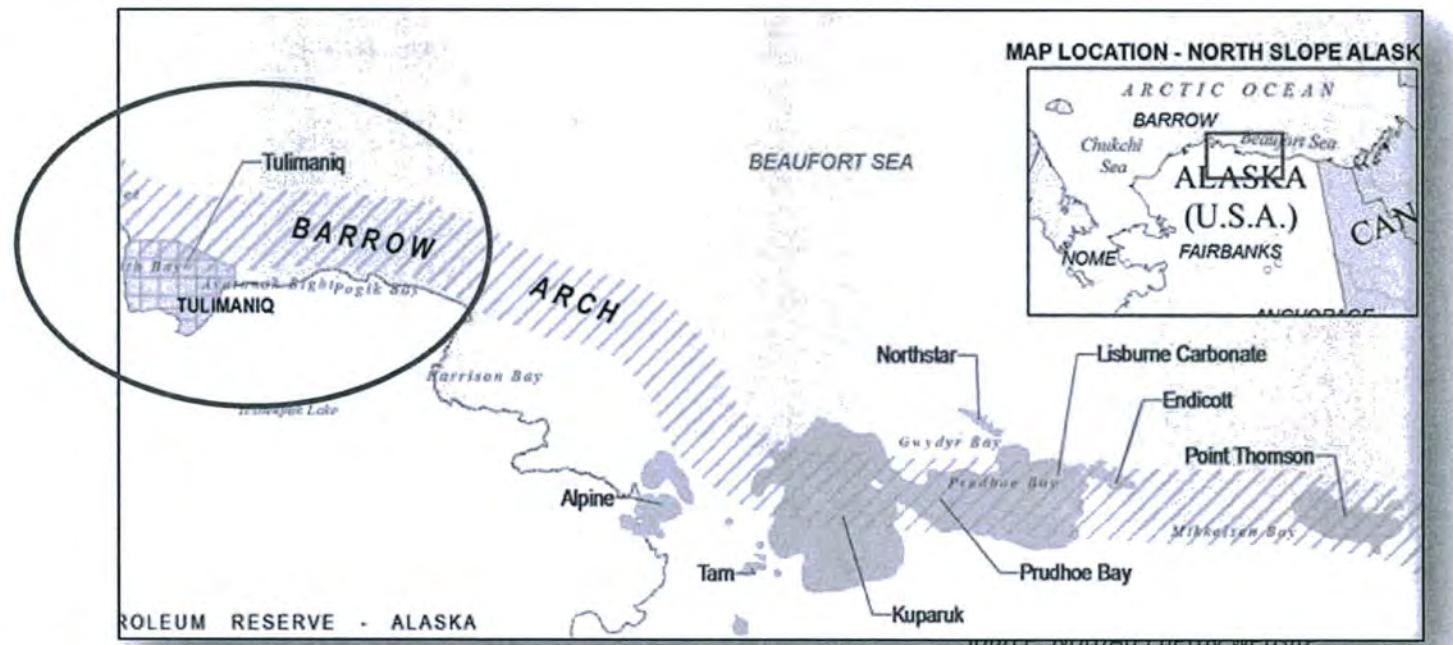 MAP LOCATION - NORTH SLOPE ALASK
ARCTIC OCEAN
BARROW
Chukchi
Sea
Beaufort Sea
ALASKA
(U.S.A.)
CAN
NOME
FAIRBANKS
BEAUFORT SEA
Tulimaniq
BARROW
ARCH
Pogik Bay
TULIMANIQ
Harrison Bay
Northstar
Lisburne Carbonate
Endicott
Gwydyr Bay
Point Thomson
Prudhoe Bay
Alpine
Mikkelsen Bay
Tarn
Prudhoe Bay
Kuparuk
ROLEUM RESERVE - ALASKA